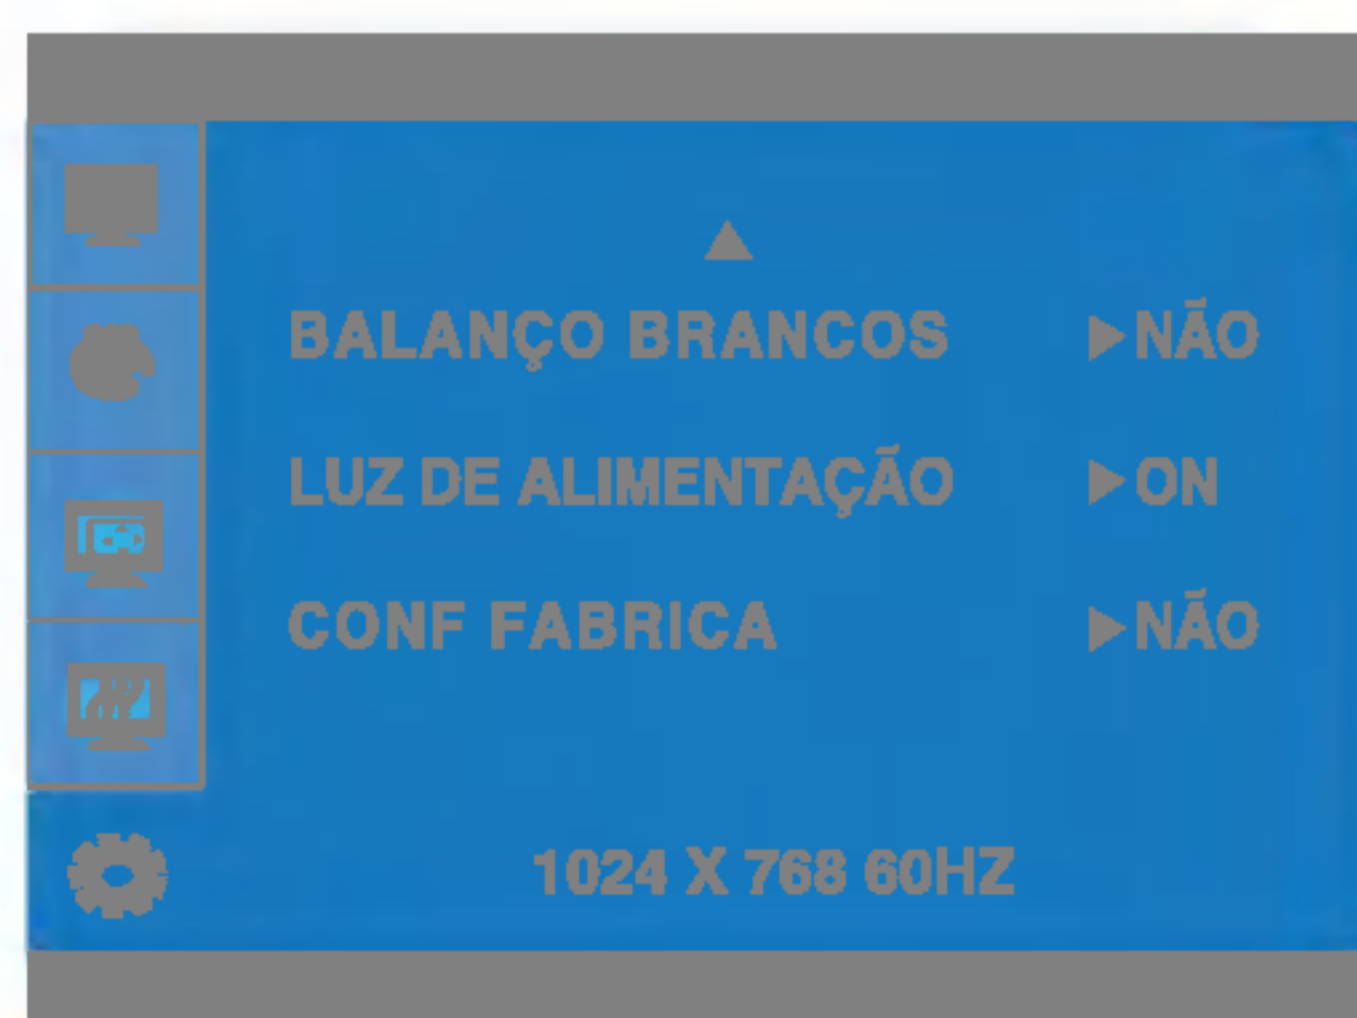 BALANÇO BRANCOS ▶NÃO
LUZ DE ALIMENTAÇÃO ▶ON
CONF FABRICA ▶NÃO
1024 X 768 60HZ